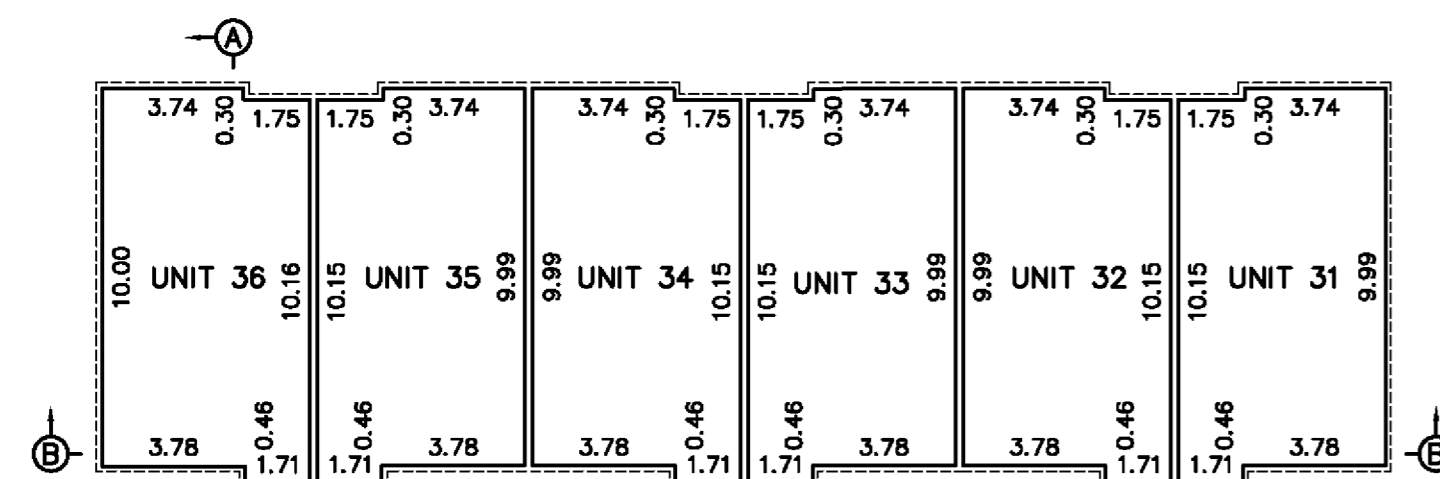 A
3.74 0.30 1.75 1.75 0.30 3.74 3.74 0.30 1.75 1.75 0.30 3.74 3.74 0.30 1.75 1.75 0.30 3.74
10.00 UNIT 36 10.16 10.15 UNIT 35 9.99 9.99 UNIT 34 10.15 10.15 UNIT 33 9.99 9.99 UNIT 32 10.15 10.15 UNIT 31 9.99
B 3.78 0.46 0.46 3.78 3.78 0.46 0.46 3.78 3.78 0.46 0.46 3.78 B
1.71 1.71 1.71 1.71 1.71 1.71